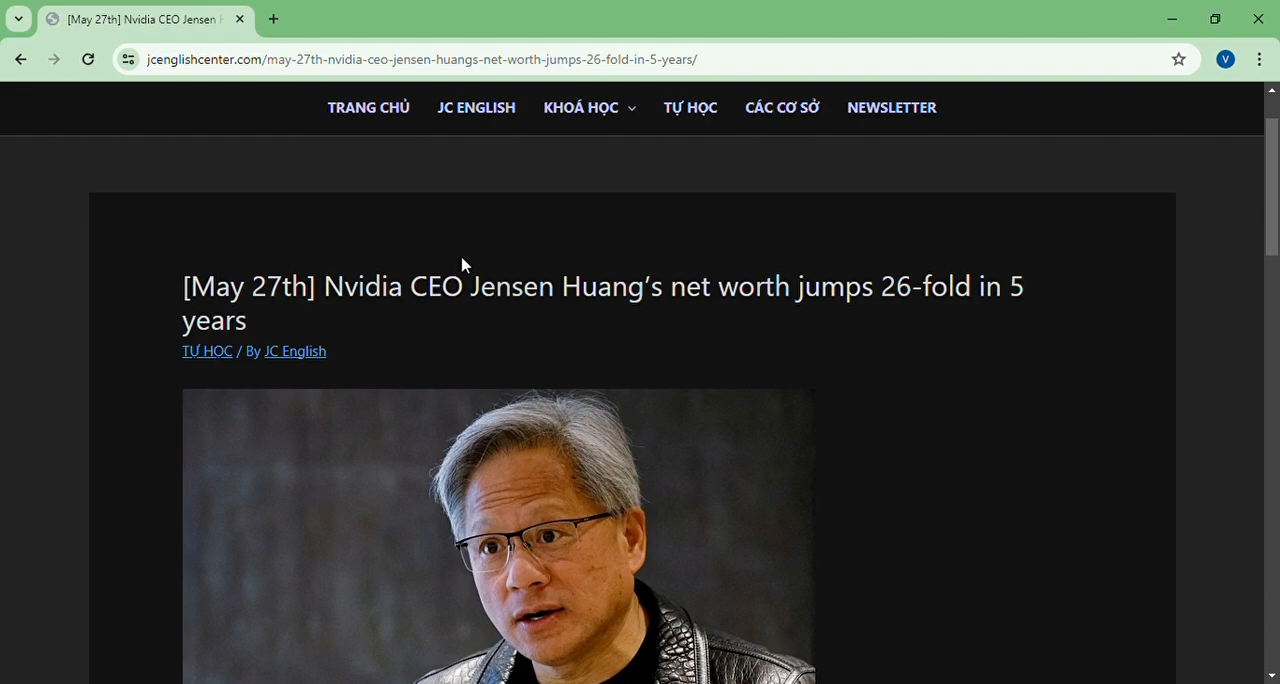 [May 27th] Nvidia CEO Jensen H
jcenglishcenter.com/may-27th-nvidia-ceo-jensen-huangs-net-worth-jumps-26-fold-in-5-years/
V
TRANG CHỦ JC ENGLISH KHOÁ HỌC TỰ HỌC CÁC CƠ SỞ NEWSLETTER
[May 27th] Nvidia CEO Jensen Huang’s net worth jumps 26-fold in 5
years
TỰ HỌC / By JC English